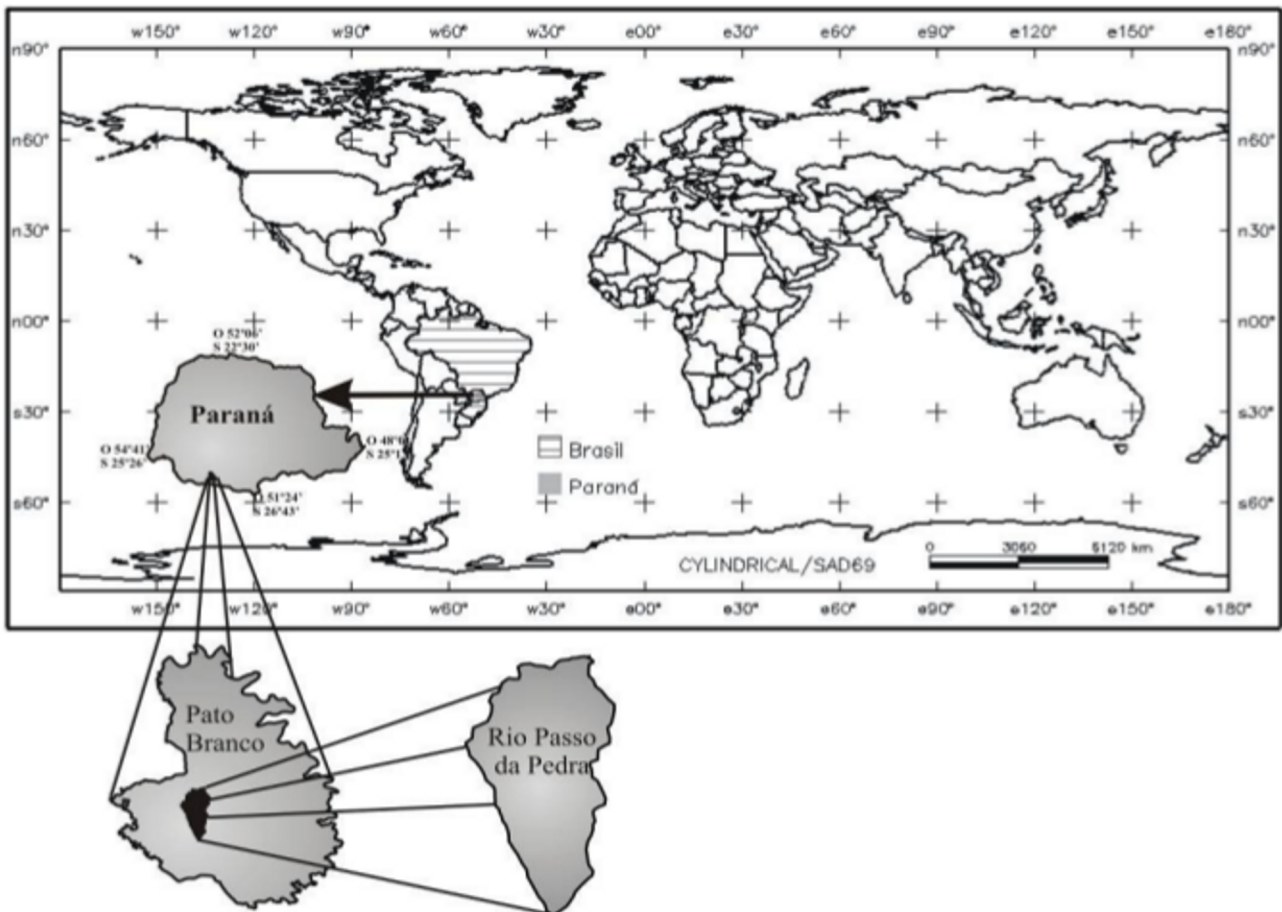 w150° w120° w90° w60° w30° e00° e30° e60° e90° e120° e150° e180°
n90° n90°
n60° n60°
n30° n30°
n00° n00°
O 52°06'
S 22°30'
s30° s30°
Paraná
O 54°41'
S 25°26'
O 48°0
S 25°1
Brasil
Paraná
51°24'
S 26°43'
s60° s60°
0 3060 6120 km
CYLINDRICAL/SAD69
w150° w120° w90° w60° w30° e00° e30° e60° e90° e120° e150° e180°
Pato
Branco
Rio Passo
da Pedra